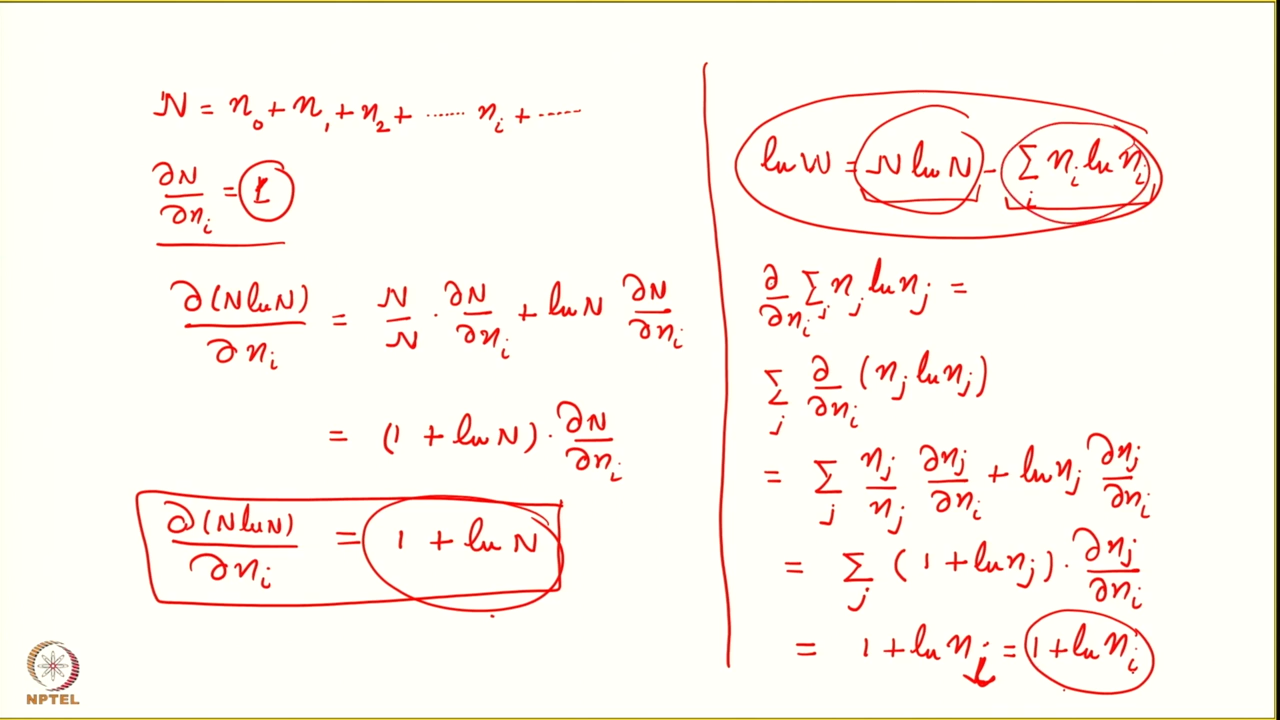 N = n₀ + n₁ + n₂ + ...... nᵢ + ......
∂N/∂nᵢ = 1
∂(N ln N)/∂nᵢ = N/N · ∂N/∂nᵢ + ln N ∂N/∂nᵢ
= (1 + ln N) · ∂N/∂nᵢ
∂(N ln N)/∂nᵢ = 1 + ln N
ln W = N ln N - Σᵢ nᵢ ln nᵢ
∂/∂nᵢ Σⱼ nⱼ ln nⱼ =
Σⱼ ∂/∂nᵢ (nⱼ ln nⱼ)
= Σⱼ nⱼ/nⱼ ∂nⱼ/∂nᵢ + ln nⱼ ∂nⱼ/∂nᵢ
= Σⱼ (1 + ln nⱼ) · ∂nⱼ/∂nᵢ
= 1 + ln nᵢ = 1 + ln nᵢ
NPTEL